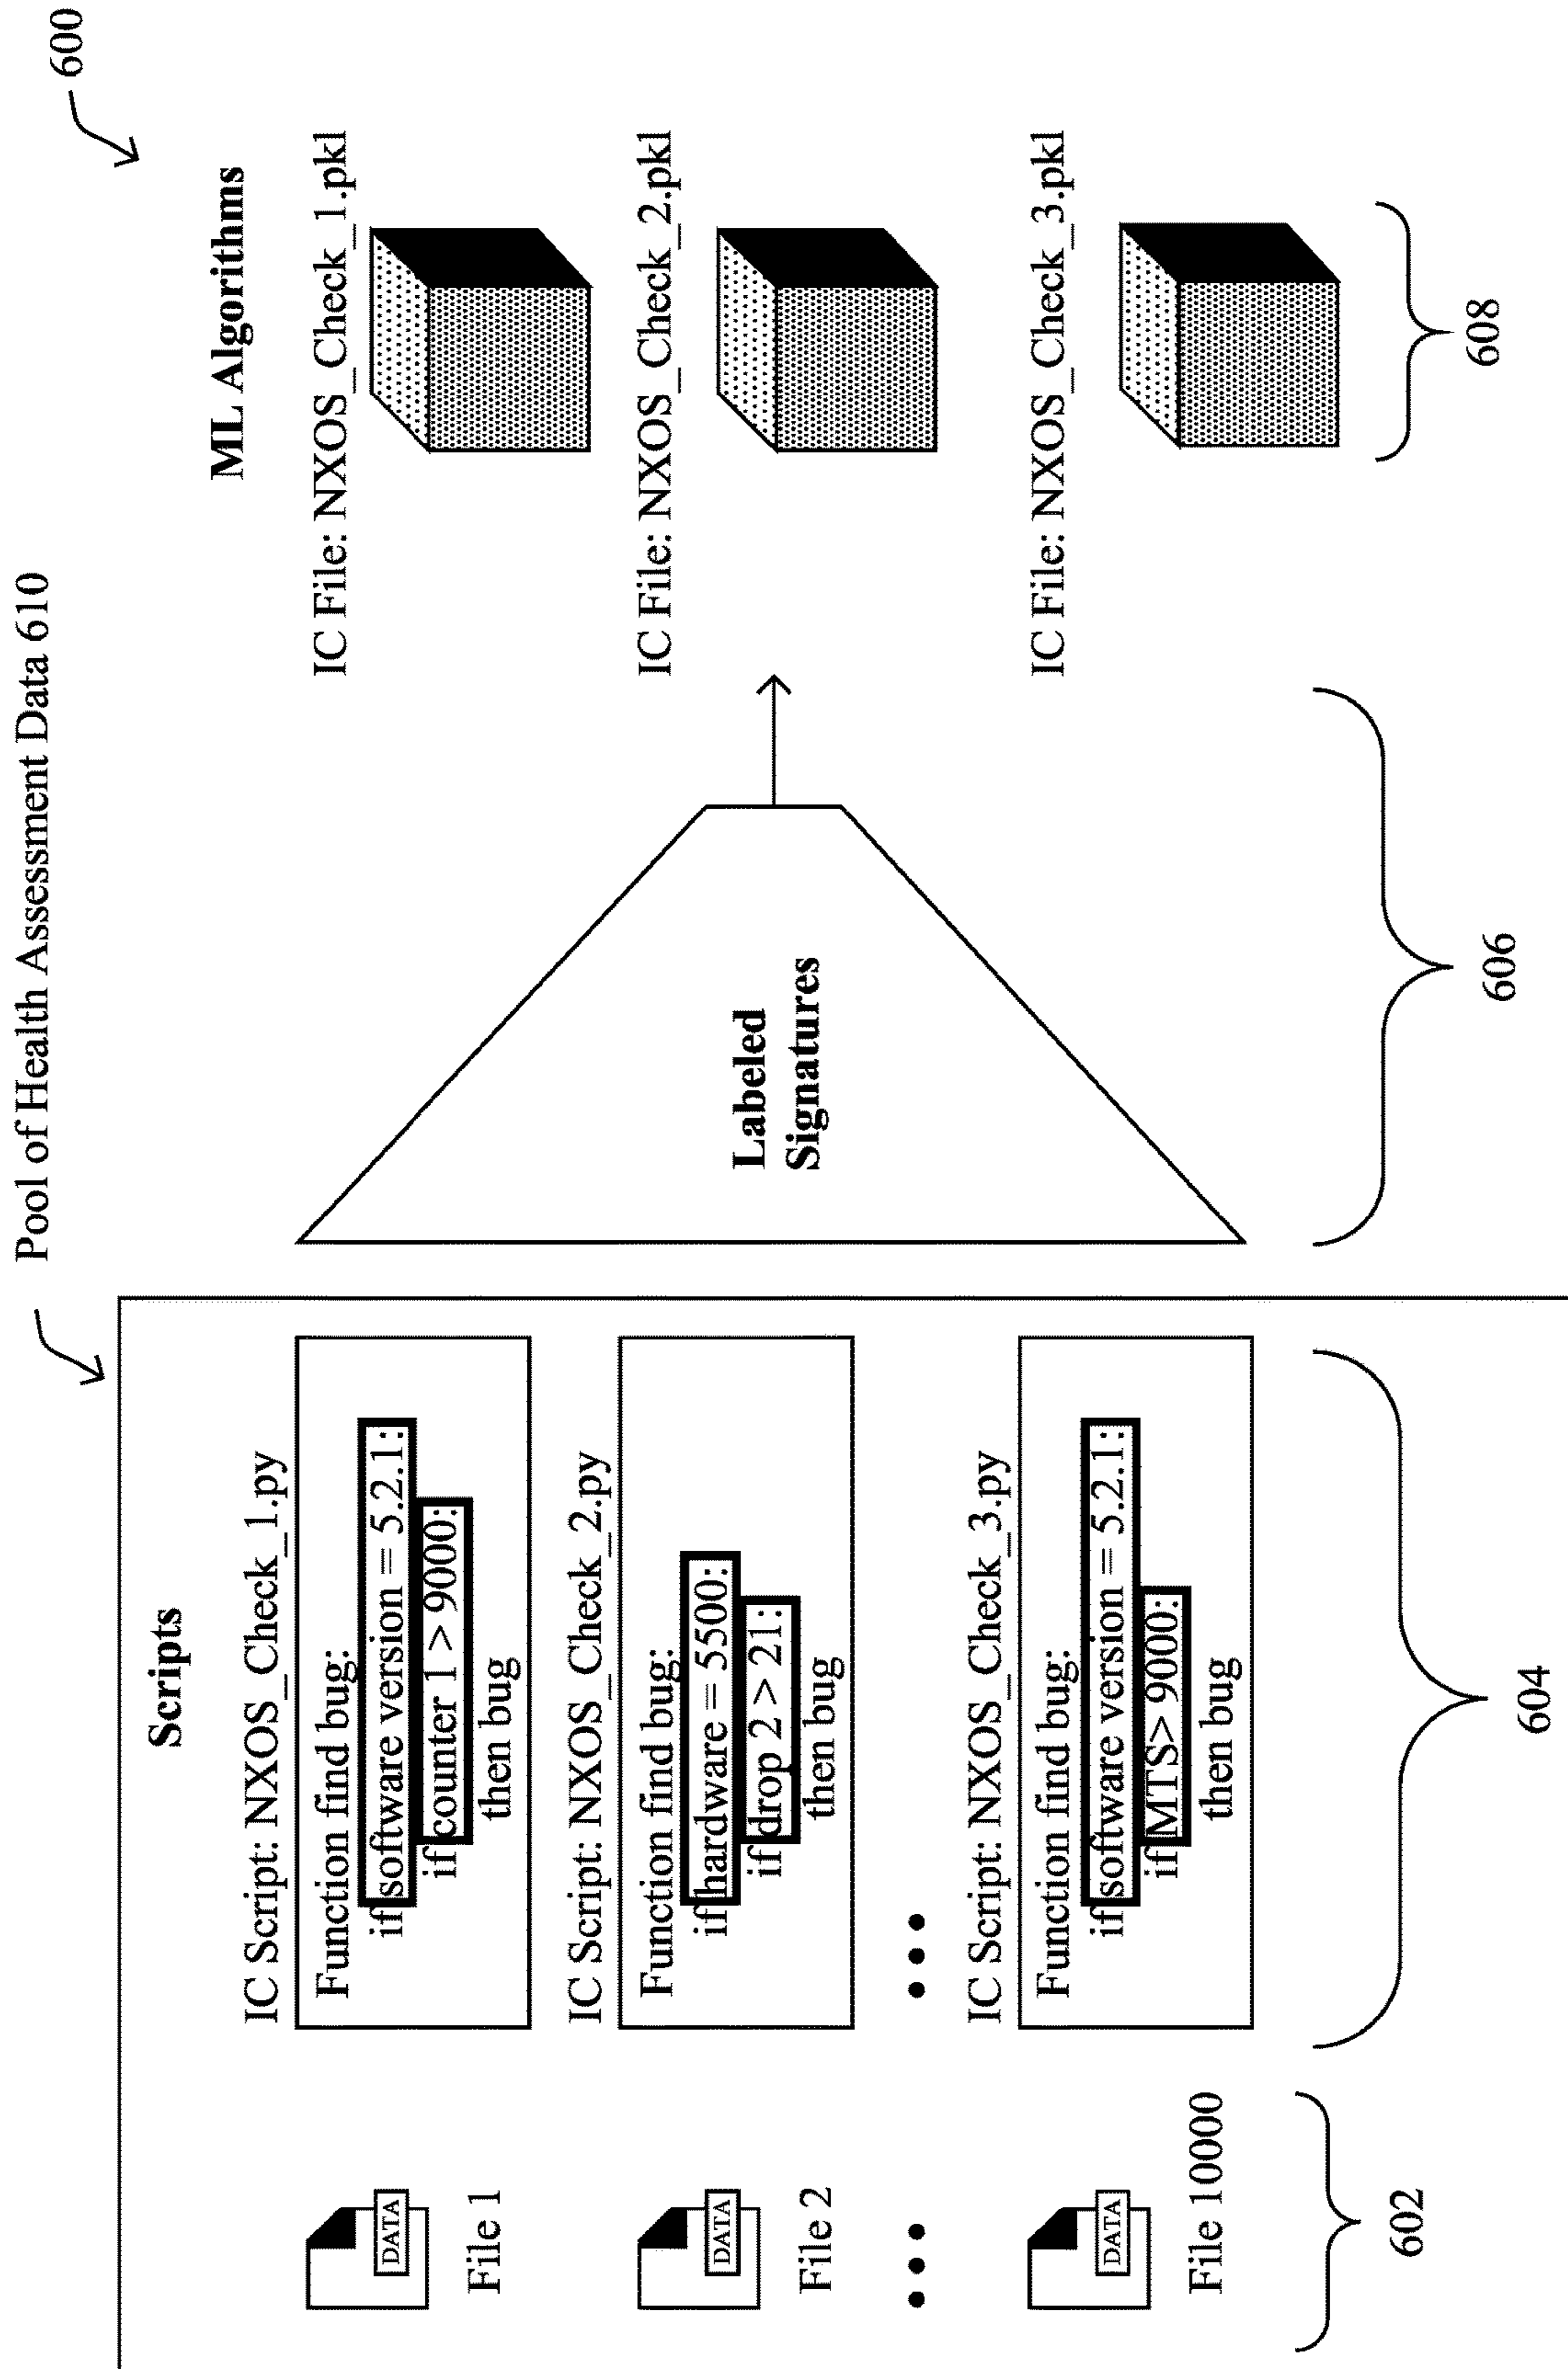 Pool of Health Assessment Data 610
600
Scripts
IC Script: NXOS_Check_1.py
Function find bug:
if software version = 5.2.1:
if counter 1 > 9000:
then bug
IC Script: NXOS_Check_2.py
Function find bug:
if hardware = 5500:
if drop 2 > 21:
then bug
IC Script: NXOS_Check_3.py
Function find bug:
if software version = 5.2.1:
if MTS> 9000:
then bug
DATA
File 1
DATA
File 2
DATA
File 10000
Labeled
Signatures
ML Algorithms
IC File: NXOS_Check_1.pkl
IC File: NXOS_Check_2.pkl
IC File: NXOS_Check_3.pkl
602
604
606
608